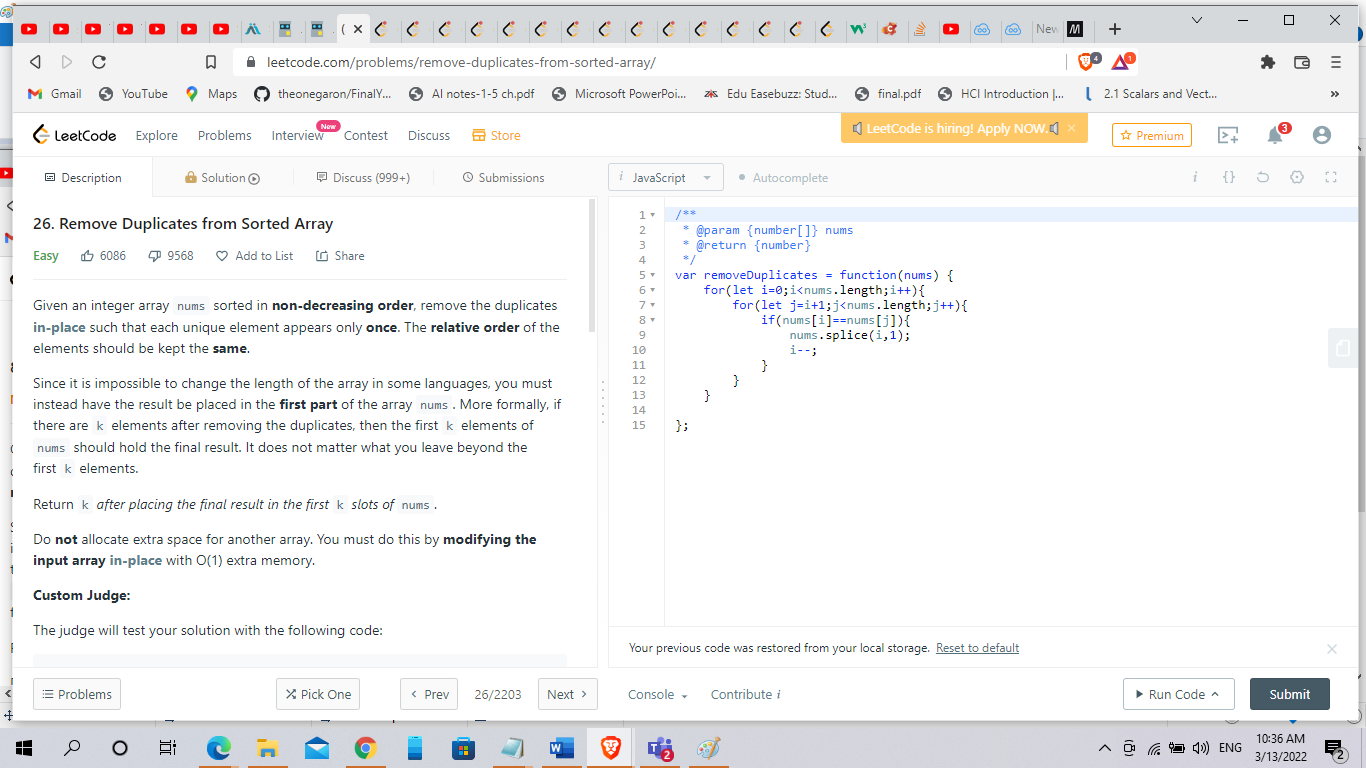 (
New
leetcode.com/problems/remove-duplicates-from-sorted-array/
4
1
Gmail YouTube Maps theonegaron/FinalY... AI notes-1-5 ch.pdf Microsoft PowerPoi... Edu Easebuzz: Stud... final.pdf HCI Introduction |... 2.1 Scalars and Vect... »
LeetCode Explore Problems Interview New Contest Discuss Store
LeetCode is hiring! Apply NOW.
Premium
3
Description Solution Discuss (999+) Submissions
i JavaScript Autocomplete
26. Remove Duplicates from Sorted Array
Easy 6086 9568 Add to List Share
Given an integer array nums sorted in non-decreasing order, remove the duplicates
in-place such that each unique element appears only once. The relative order of the
elements should be kept the same.
Since it is impossible to change the length of the array in some languages, you must
instead have the result be placed in the first part of the array nums . More formally, if
there are k elements after removing the duplicates, then the first k elements of
nums should hold the final result. It does not matter what you leave beyond the
first k elements.
Return k after placing the final result in the first k slots of nums .
Do not allocate extra space for another array. You must do this by modifying the
input array in-place with O(1) extra memory.
Custom Judge:
The judge will test your solution with the following code:
1 /**
2 * @param {number[]} nums
3 * @return {number}
4 */
5 var removeDuplicates = function(nums) {
6 for(let i=0;i<nums.length;i++){
7 for(let j=i+1;j<nums.length;j++){
8 if(nums[i]==nums[j]){
9 nums.splice(i,1);
10 i--;
11 }
12 }
13 }
14
15 };
Your previous code was restored from your local storage. Reset to default
Problems Pick One Prev 26/2203 Next Console Contribute i Run Code Submit
2
ENG
10:36 AM
3/13/2022
2